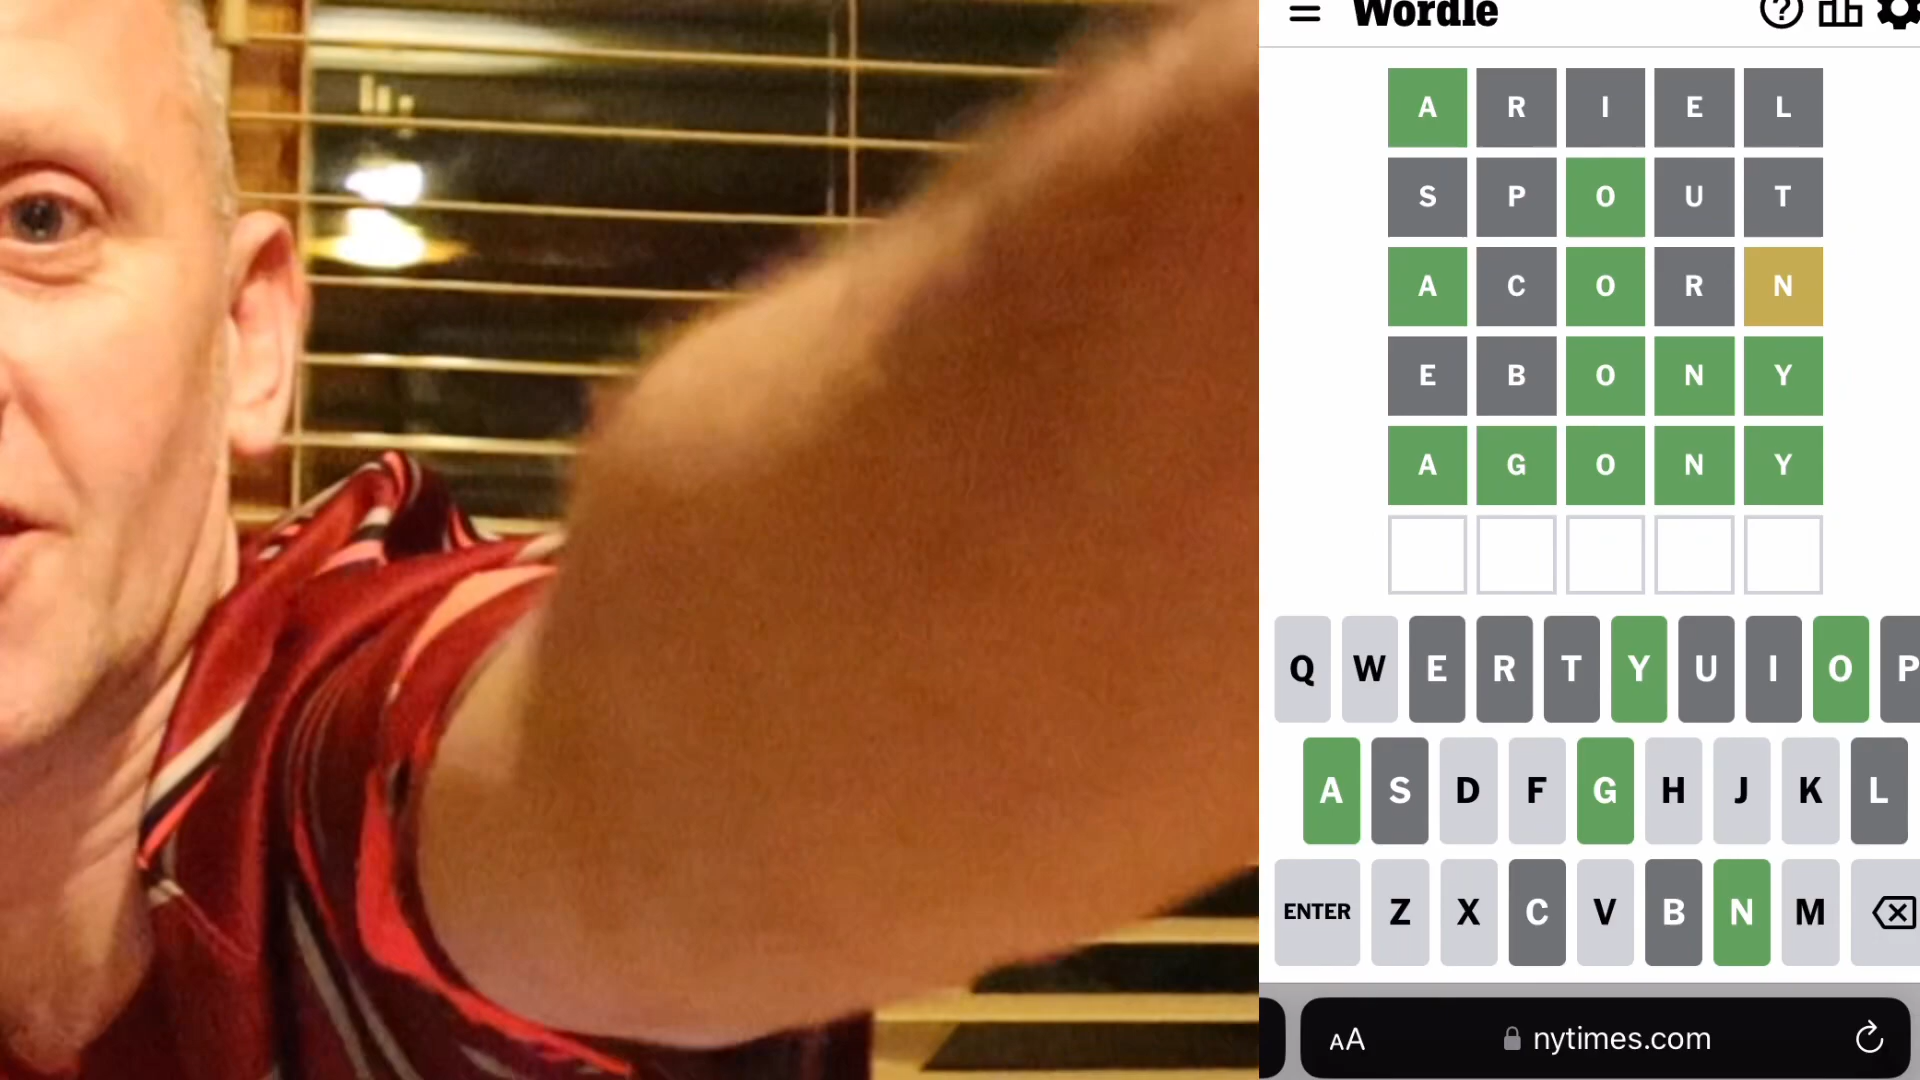 Wordle
A R I E L
S P O U T
A C O R N
E B O N Y
A G O N Y
Q W E R T Y U I O P
A S D F G H J K L
ENTER Z X C V B N M
AA nytimes.com